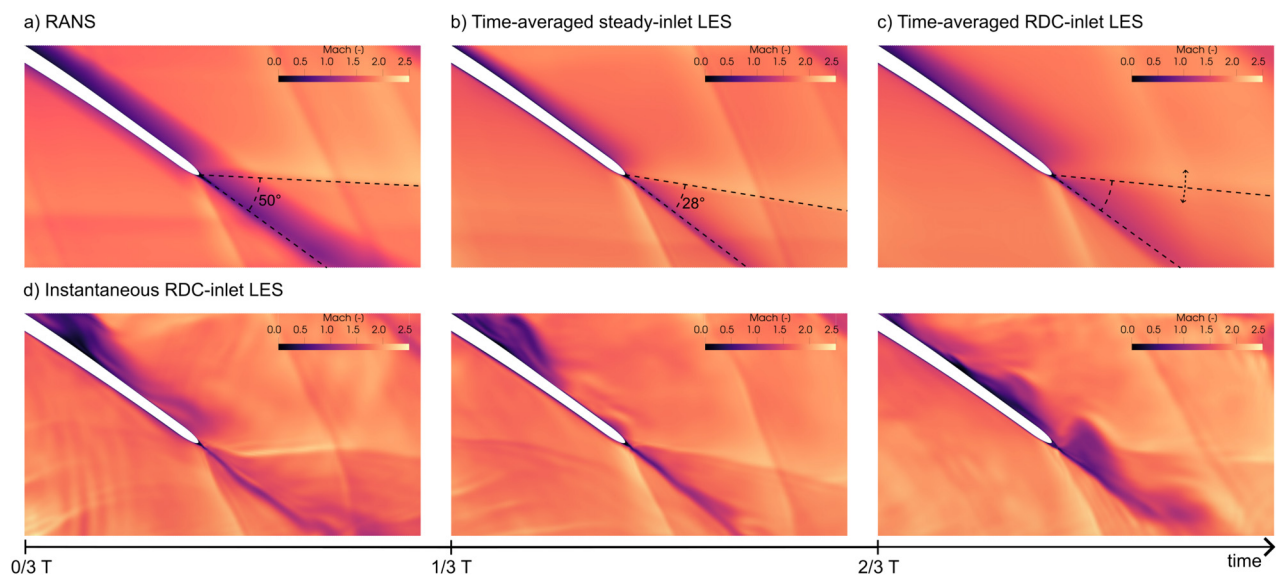 a) RANS
b) Time-averaged steady-inlet LES
c) Time-averaged RDC-inlet LES
Mach [-]
0.0 0.5 1.0 1.5 2.0 2.5
Mach [-]
0.0 0.5 1.0 1.5 2.0 2.5
Mach [-]
0.0 0.5 1.0 1.5 2.0 2.5
50°
28°
d) Instantaneous RDC-inlet LES
Mach [-]
0.0 0.5 1.0 1.5 2.0 2.5
Mach [-]
0.0 0.5 1.0 1.5 2.0 2.5
Mach [-]
0.0 0.5 1.0 1.5 2.0 2.5
0/3 T
1/3 T
2/3 T
time